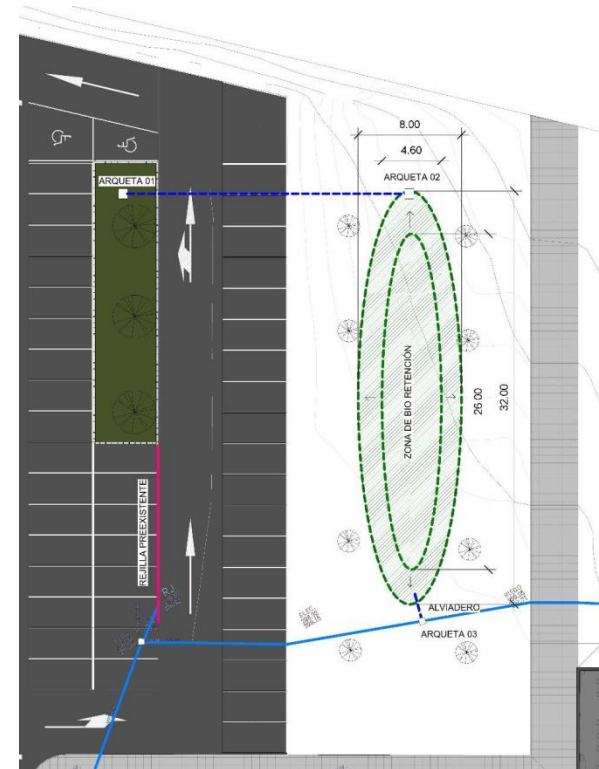 8.00
4.60
ARQUETA 01
ARQUETA 02
ZONA DE BIO RETENCIÓN
26.00
32.00
REJILLA PREEXISTENTE
ALVIADERO
ARQUETA 03